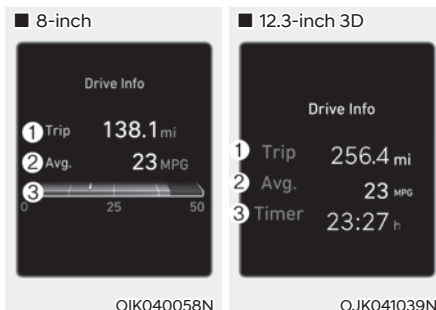 ■ 8-inch
Drive Info
① Trip 138.1 mi
② Avg. 23 MPG
③
0 25 50
OIK040058N
■ 12.3-inch 3D
Drive Info
① Trip 256.4 mi
② Avg. 23 MPG
③ Timer 23:27 h
OJK041039N